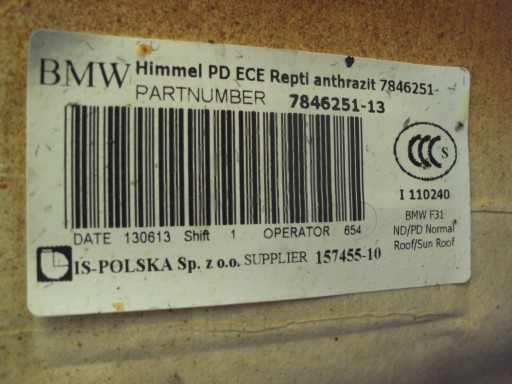 BMW Himmel PD ECE Repti anthrazit 7846251-
PARTNUMBER 7846251-13
CCC S
I 110240
BMW F31
ND/PD Normal
Roof/Sun Roof
DATE 130613 Shift 1 OPERATOR 654
IS-POLSKA Sp. z o.o. SUPPLIER 157455-10